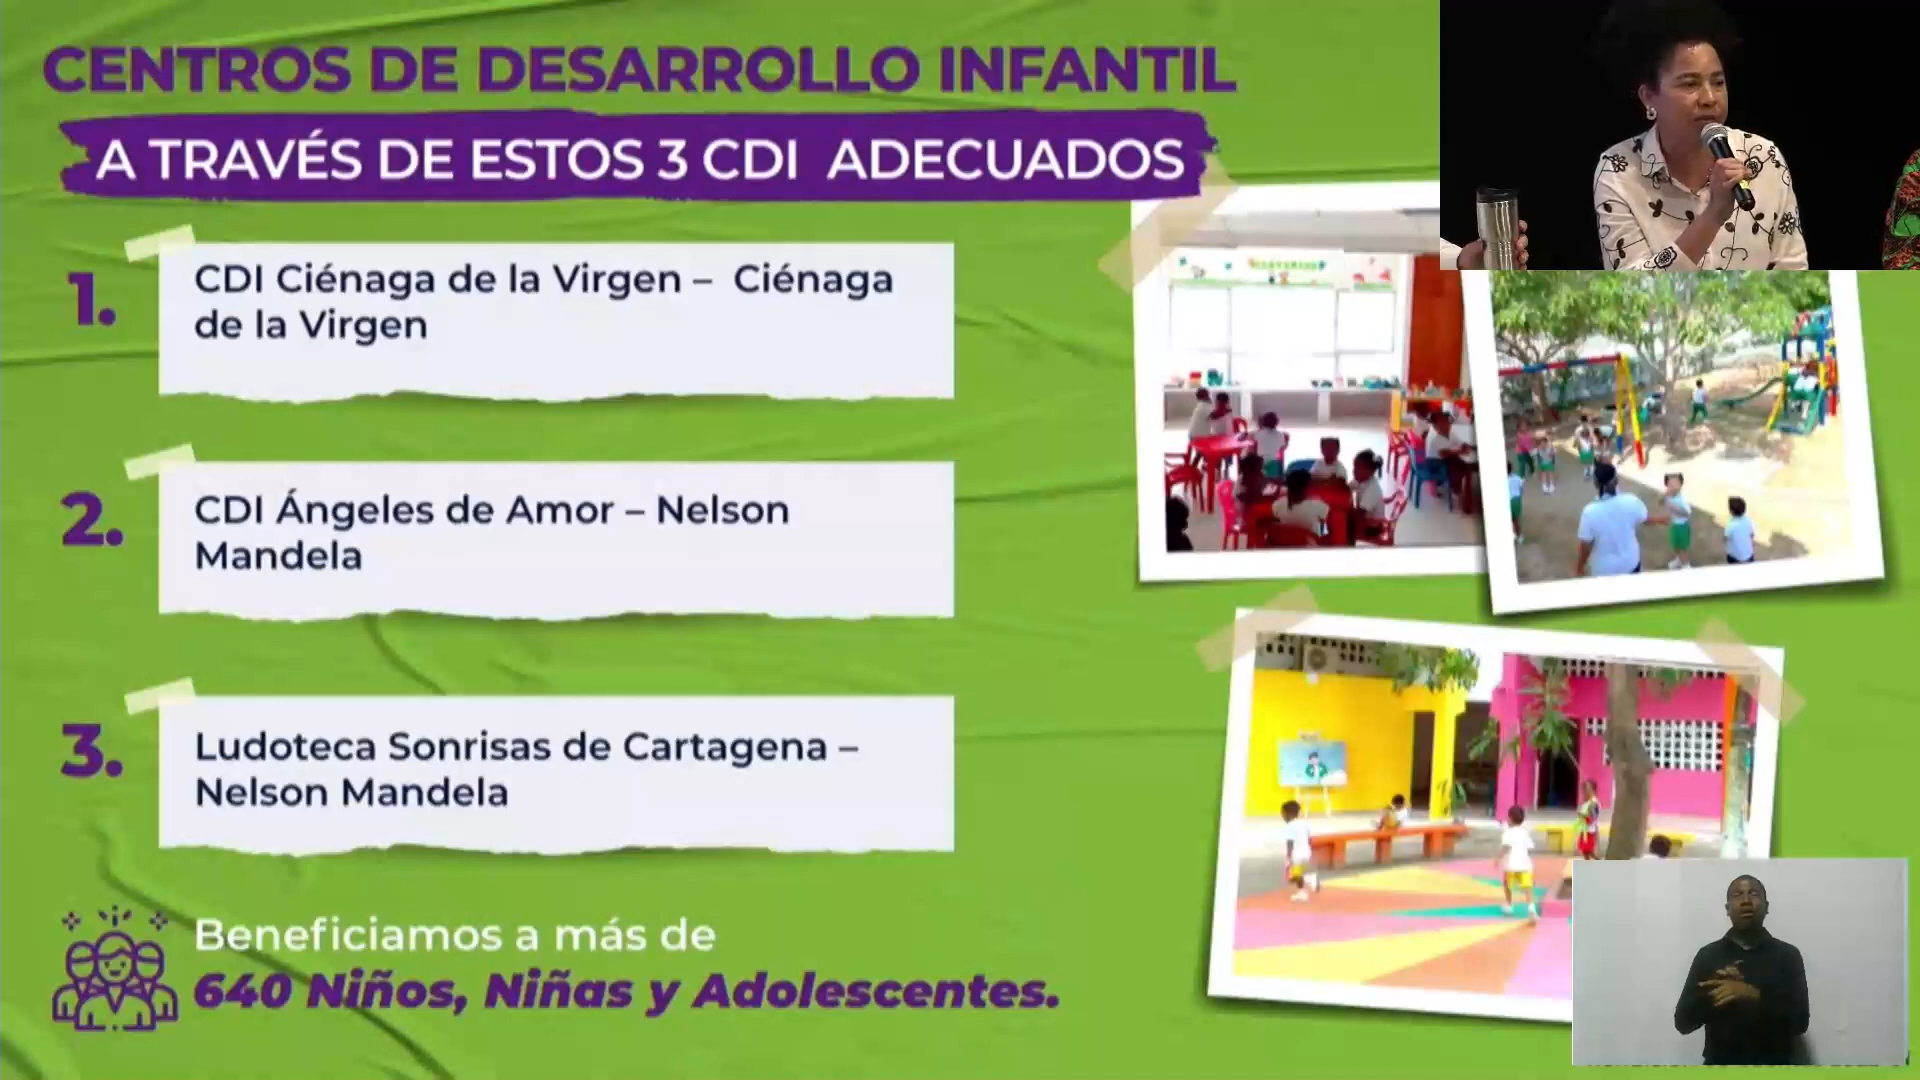 CENTROS DE DESARROLLO INFANTIL
A TRAVÉS DE ESTOS 3 CDI ADECUADOS
1.
CDI Ciénaga de la Virgen – Ciénaga
de la Virgen
2.
CDI Ángeles de Amor – Nelson
Mandela
3.
Ludoteca Sonrisas de Cartagena –
Nelson Mandela
Beneficiamos a más de
640 Niños, Niñas y Adolescentes.